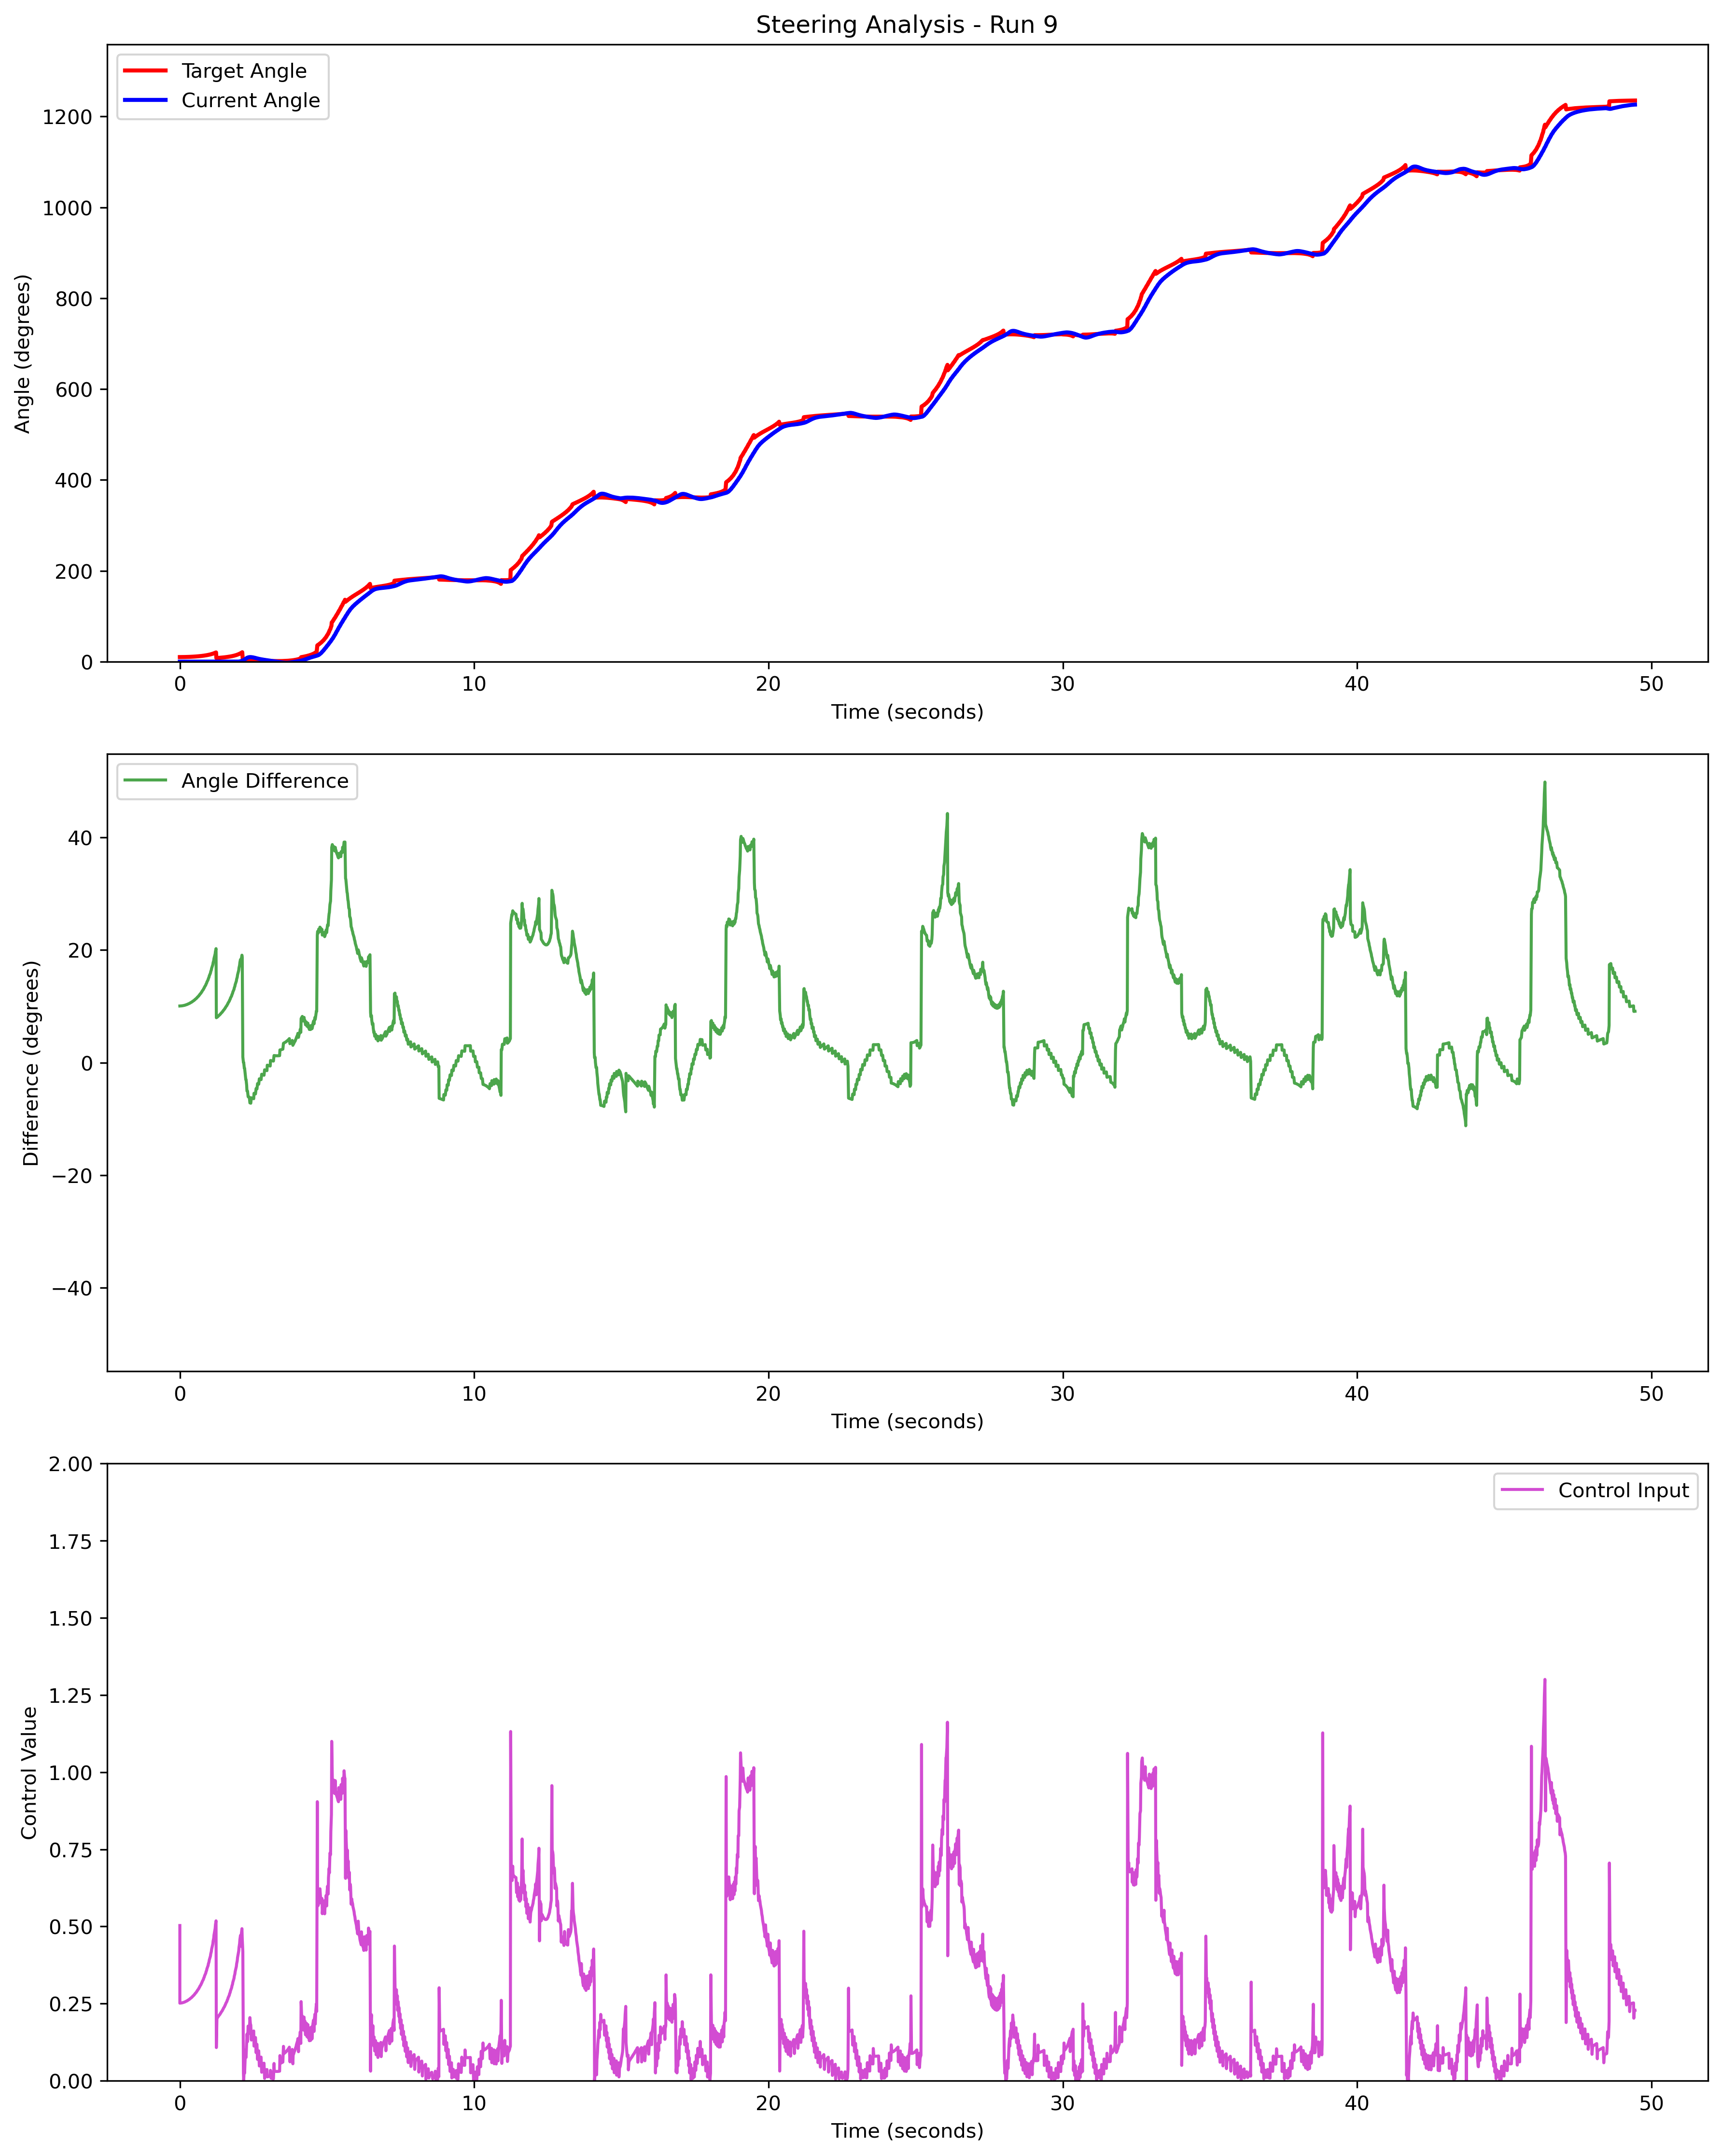 Steering Analysis - Run 9
Target Angle
Current Angle
Angle (degrees)
1200
1000
800
600
400
200
0
0 10 20 30 40 50
Time (seconds)
Angle Difference
Difference (degrees)
40
20
0
−20
−40
0 10 20 30 40 50
Time (seconds)
Control Input
Control Value
2.00
1.75
1.50
1.25
1.00
0.75
0.50
0.25
0.00
0 10 20 30 40 50
Time (seconds)